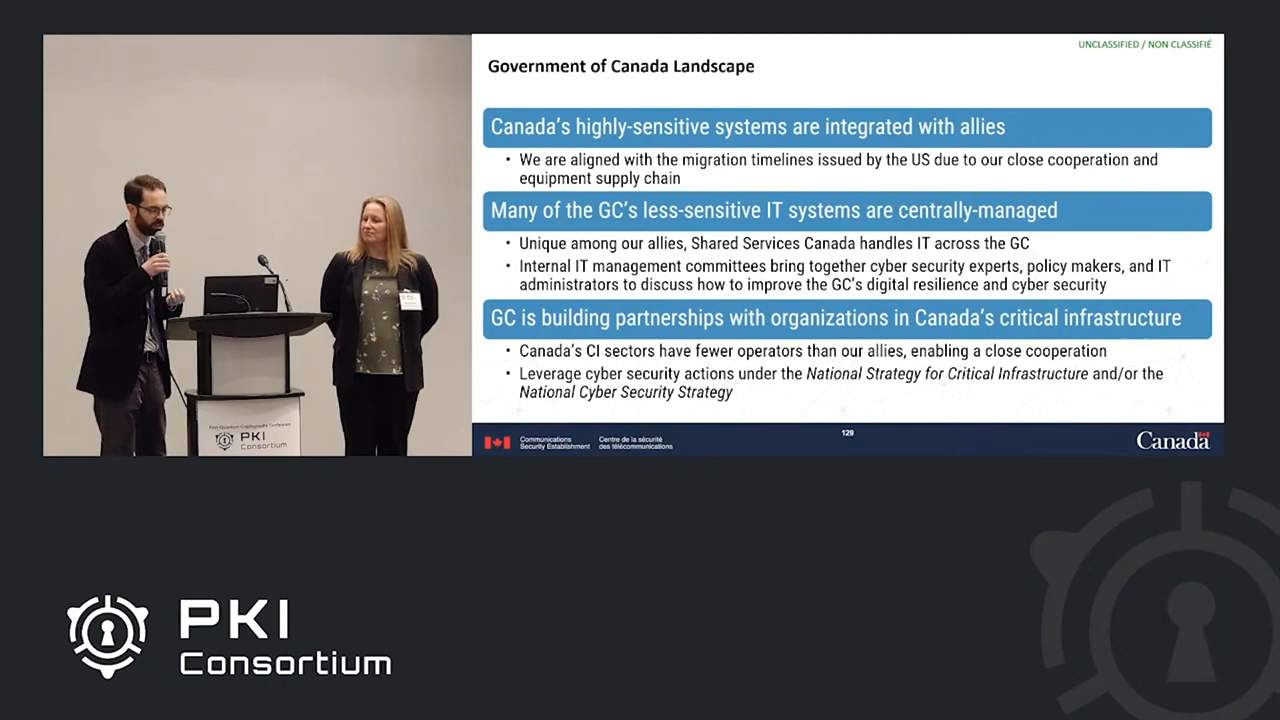 UNCLASSIFIED / NON CLASSIFIÉ
Government of Canada Landscape
Canada's highly-sensitive systems are integrated with allies
• We are aligned with the migration timelines issued by the US due to our close cooperation and
equipment supply chain
Many of the GC's less-sensitive IT systems are centrally-managed
• Unique among our allies, Shared Services Canada handles IT across the GC
• Internal IT management committees bring together cyber security experts, policy makers, and IT
administrators to discuss how to improve the GC's digital resilience and cyber security
GC is building partnerships with organizations in Canada's critical infrastructure
• Canada's CI sectors have fewer operators than our allies, enabling a close cooperation
• Leverage cyber security actions under the National Strategy for Critical Infrastructure and/or the
National Cyber Security Strategy
Communications
Security Establishment
Centre de la sécurité
des télécommunications
129
Canada
Post-Quantum Cryptography Conference
PKI
Consortium
PKI
Consortium